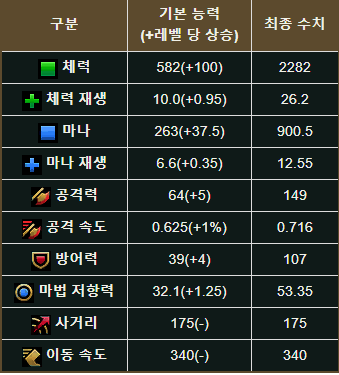 구분 기본 능력 최종 수치
(+레벨 당 상승)
체력 582(+100) 2282
체력 재생 10.0(+0.95) 26.2
마나 263(+37.5) 900.5
마나 재생 6.6(+0.35) 12.55
공격력 64(+5) 149
공격 속도 0.625(+1%) 0.716
방어력 39(+4) 107
마법 저항력 32.1(+1.25) 53.35
사거리 175(-) 175
이동 속도 340(-) 340